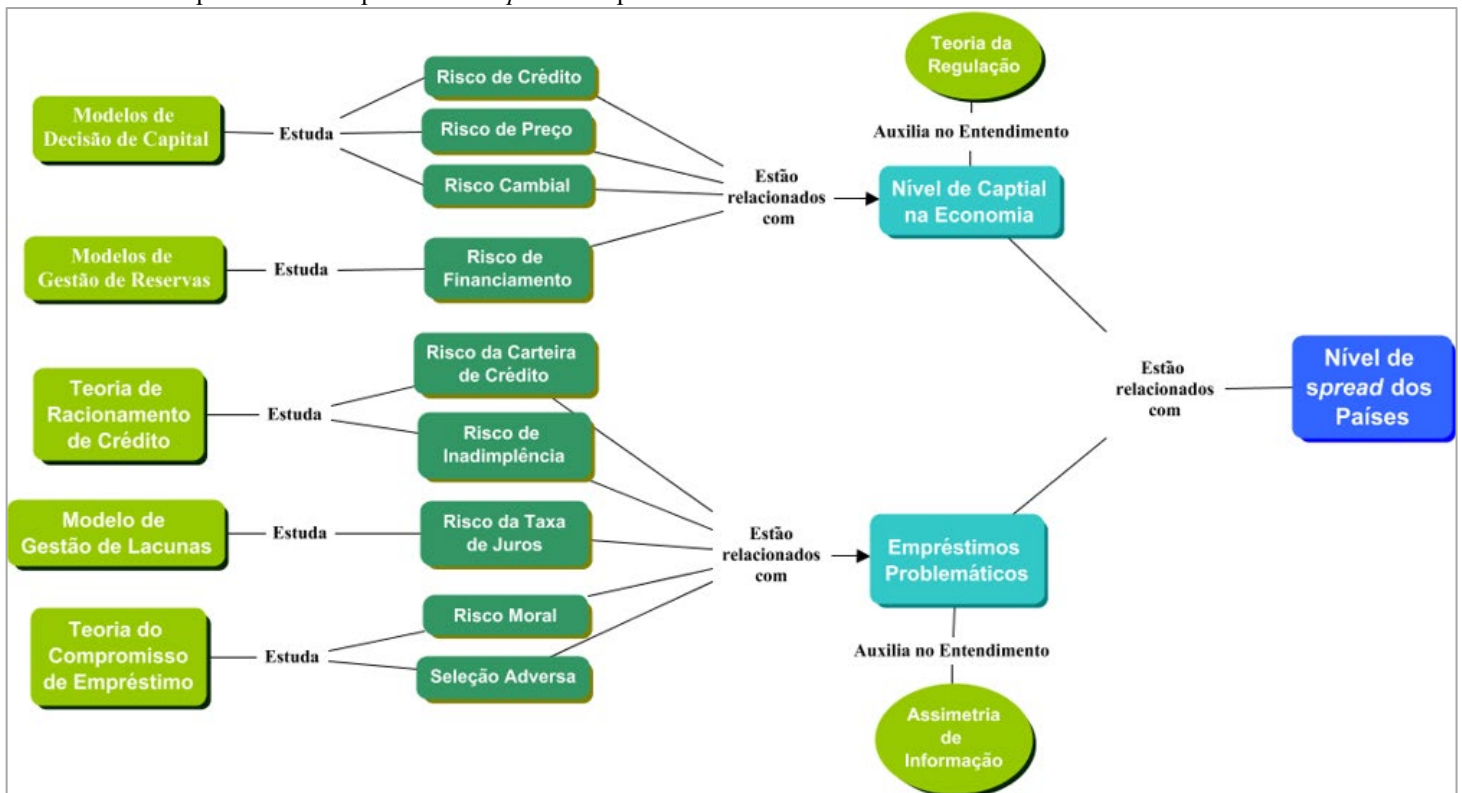 Teoria da
Regulação
Auxilia no Entendimento
Modelos de
Decisão de Capital
Estuda
Risco de Crédito
Risco de Preço
Risco Cambial
Estão
relacionados
com
Nível de Captial
na Economia
Modelos de
Gestão de Reservas
Estuda
Risco de
Financiamento
Teoria de
Racionamento
de Crédito
Estuda
Risco da Carteira
de Crédito
Risco de
Inadimplência
Estão
relacionados
com
Nível de
spread dos
Países
Modelo de
Gestão de Lacunas
Estuda
Risco da Taxa
de Juros
Estão
relacionados
com
Empréstimos
Problemáticos
Teoria do
Compromisso
de Empréstimo
Estuda
Risco Moral
Seleção Adversa
Auxilia no Entendimento
Assimetria
de
Informação